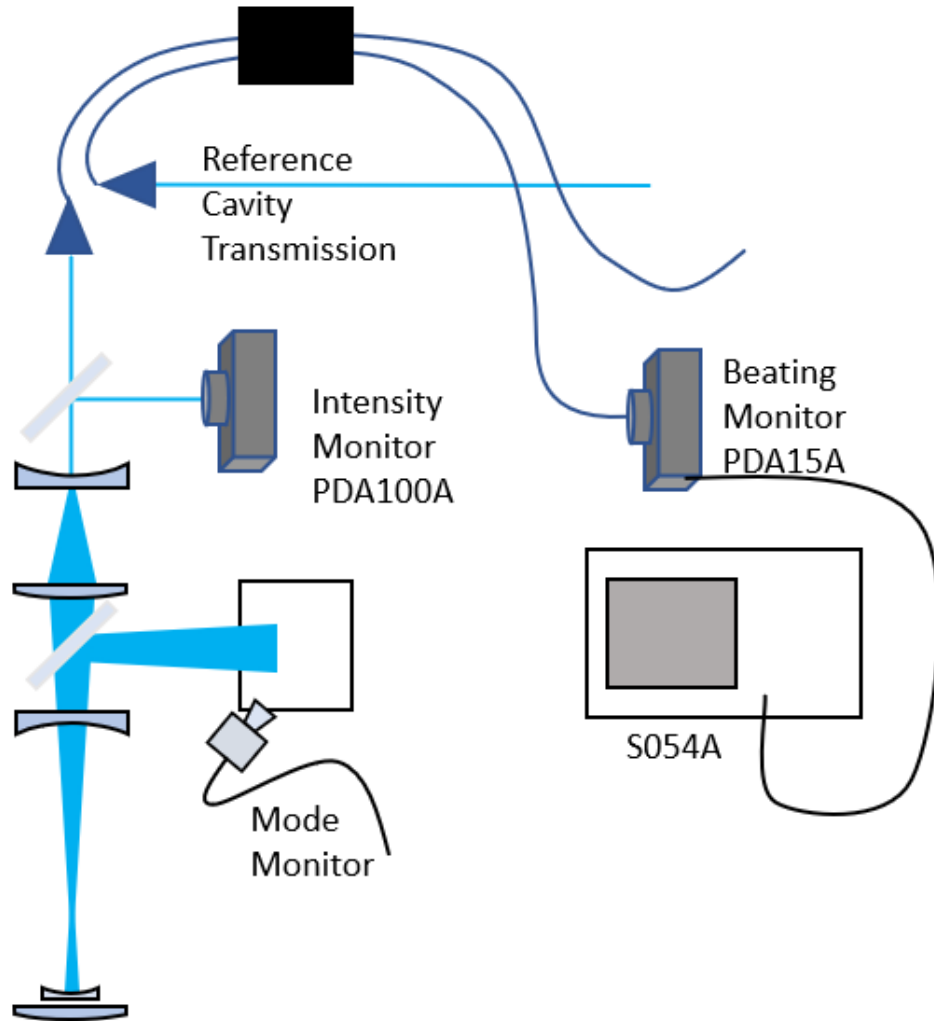 Reference
Cavity
Transmission
Intensity
Monitor
PDA100A
Beating
Monitor
PDA15A
S054A
Mode
Monitor